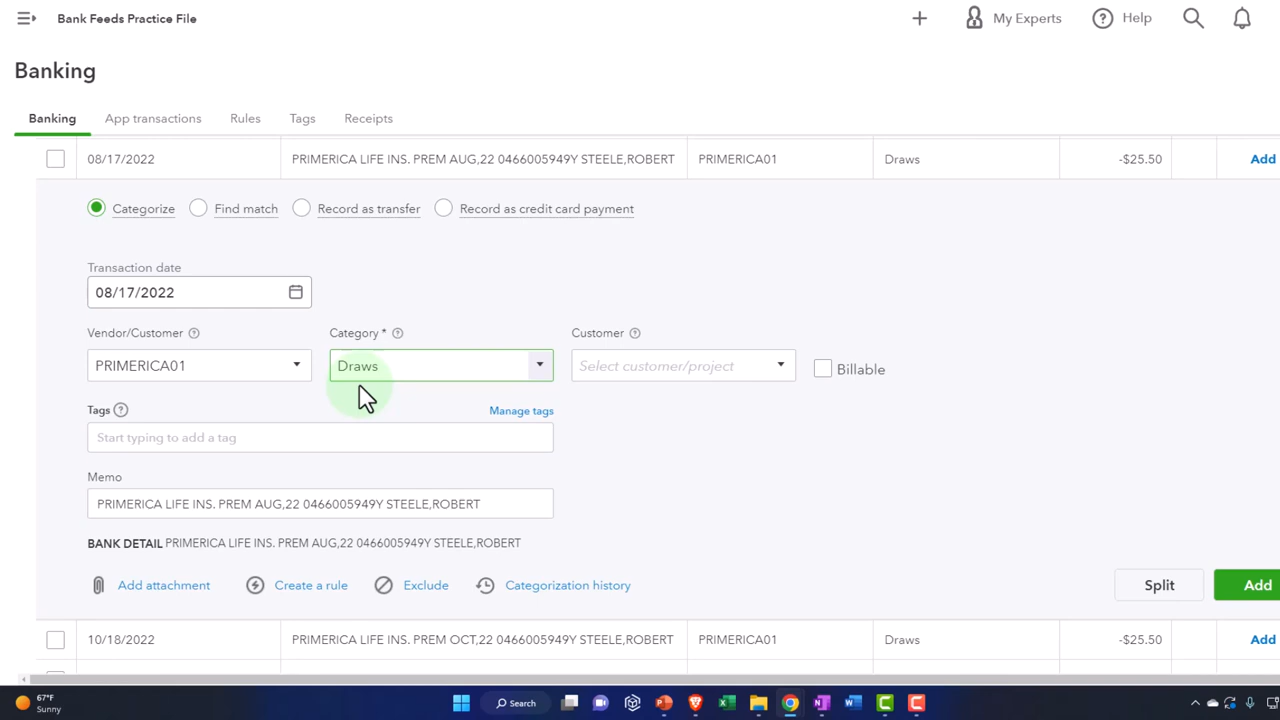 Bank Feeds Practice File
My Experts
Help
Banking
Banking
App transactions
Rules
Tags
Receipts
08/17/2022 PRIMERICA LIFE INS. PREM AUG,22 0466005949Y STEELE,ROBERT PRIMERICA01 Draws -$25.50 Add
Categorize
Find match
Record as transfer
Record as credit card payment
Transaction date
08/17/2022
Vendor/Customer
Category *
Customer
PRIMERICA01
Draws
Select customer/project
Billable
Tags
Manage tags
Start typing to add a tag
Memo
PRIMERICA LIFE INS. PREM AUG,22 0466005949Y STEELE,ROBERT
BANK DETAIL PRIMERICA LIFE INS. PREM AUG,22 0466005949Y STEELE,ROBERT
Add attachment
Create a rule
Exclude
Categorization history
Split
Add
10/18/2022 PRIMERICA LIFE INS. PREM OCT,22 0466005949Y STEELE,ROBERT PRIMERICA01 Draws -$25.50 Add
67°F
Sunny
Search